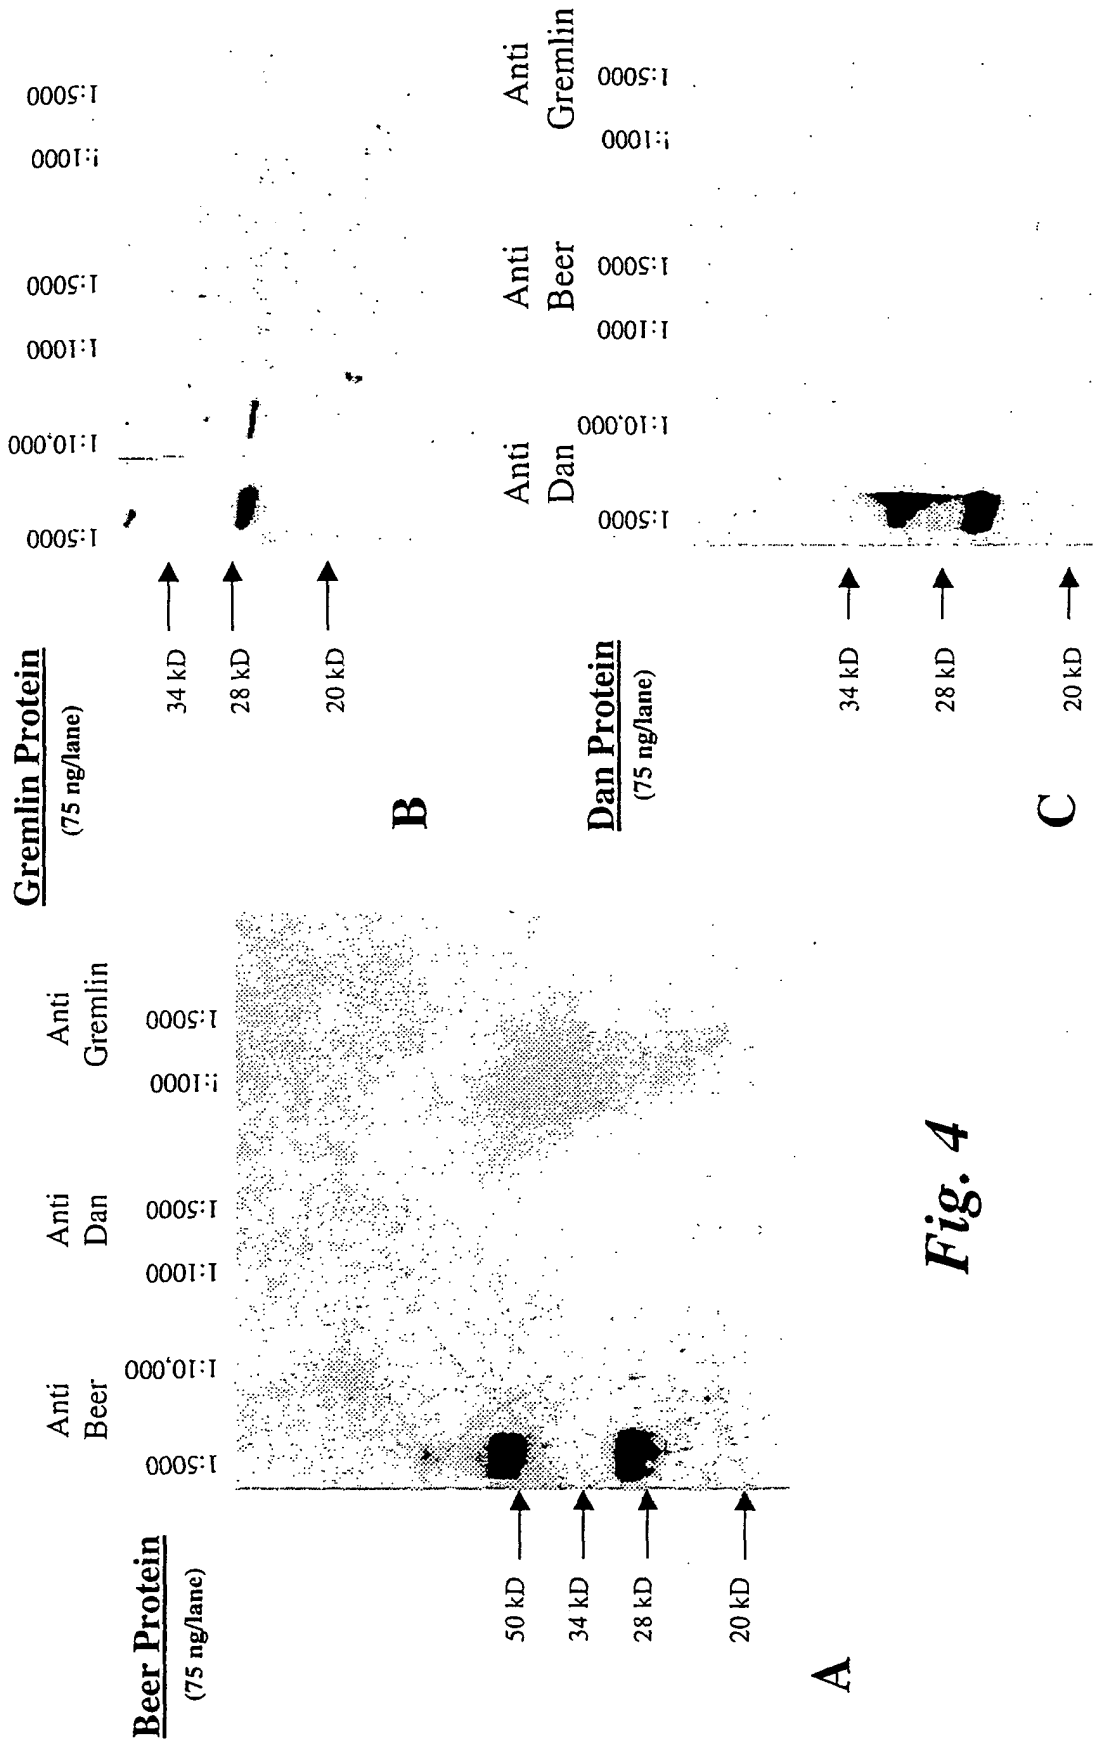 Beer Protein
(75 ng/lane)
Anti Beer
Anti Dan
Anti Gremlin
1:5000
1:10,000
1:1000
1:5000
!:1000
1:5000
50 kD
34 kD
28 kD
20 kD
A
Gremlin Protein
(75 ng/lane)
1:5000
1:10,000
1:1000
1:5000
!:1000
1:5000
34 kD
28 kD
20 kD
B
Dan Protein
(75 ng/lane)
Anti Dan
Anti Beer
Anti Gremlin
1:5000
1:10,000
1:1000
1:5000
!:1000
1:5000
34 kD
28 kD
20 kD
C
Fig. 4